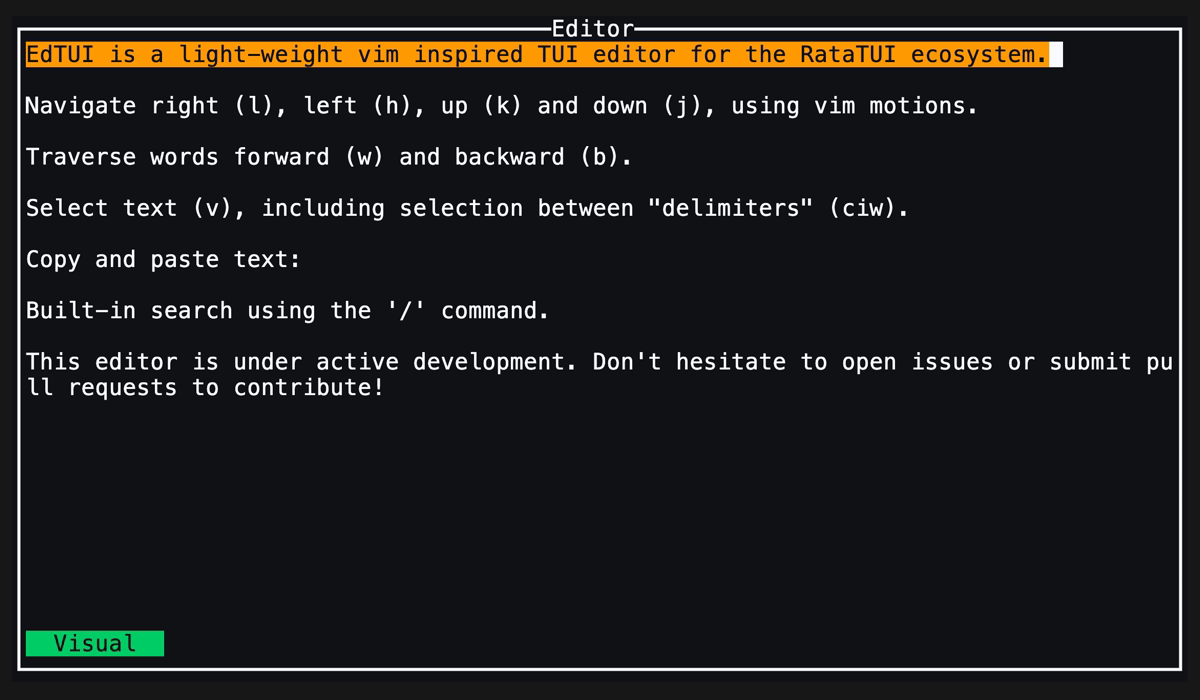 Editor
EdTUI is a light-weight vim inspired TUI editor for the RataTUI ecosystem.
Navigate right (l), left (h), up (k) and down (j), using vim motions.
Traverse words forward (w) and backward (b).
Select text (v), including selection between "delimiters" (ciw).
Copy and paste text:
Built-in search using the '/' command.
This editor is under active development. Don't hesitate to open issues or submit pu
ll requests to contribute!
Visual